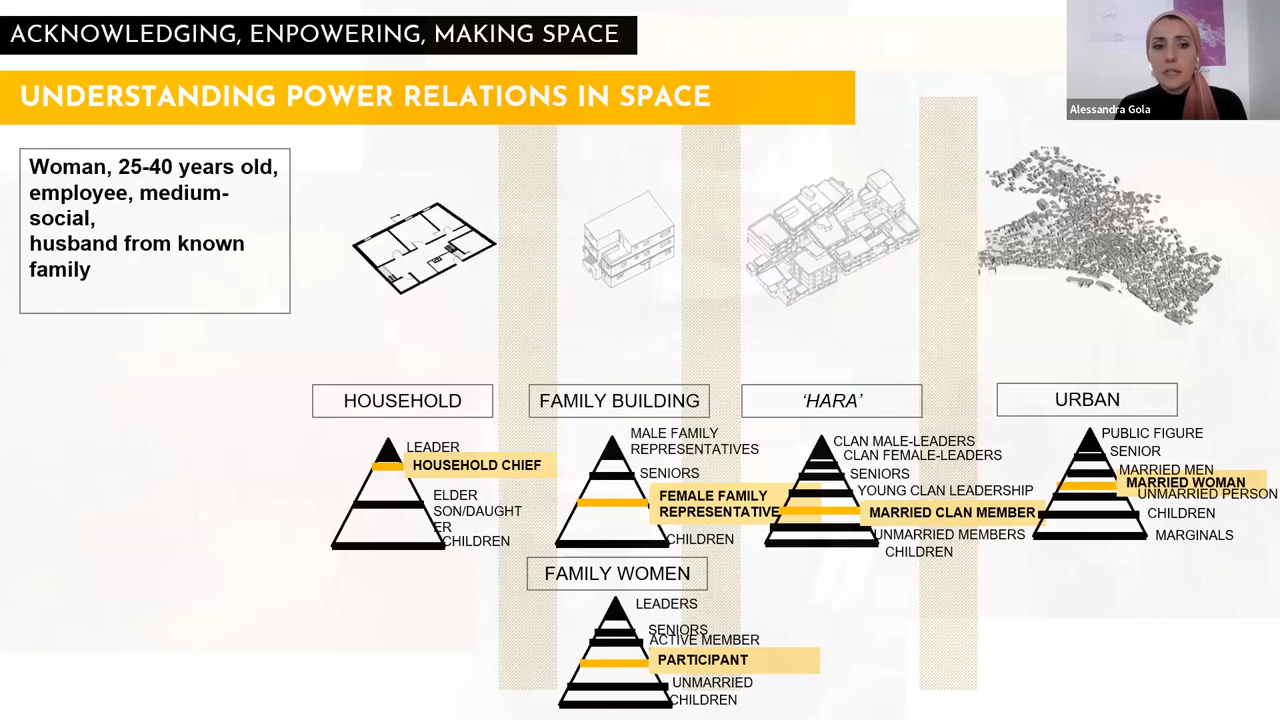 ACKNOWLEDGING, ENPOWERING, MAKING SPACE
UNDERSTANDING POWER RELATIONS IN SPACE
Alessandra Gola
Woman, 25-40 years old,
employee, medium-
social,
husband from known
family
HOUSEHOLD
LEADER
HOUSEHOLD CHIEF
ELDER
SON/DAUGHT
ER
CHILDREN
FAMILY BUILDING
MALE FAMILY
REPRESENTATIVES
SENIORS
FEMALE FAMILY
REPRESENTATIVE
CHILDREN
‘HARA’
CLAN MALE-LEADERS
CLAN FEMALE-LEADERS
SENIORS
YOUNG CLAN LEADERSHIP
MARRIED CLAN MEMBER
UNMARRIED MEMBERS
CHILDREN
URBAN
PUBLIC FIGURE
SENIOR
MARRIED MEN
MARRIED WOMAN
UNMARRIED PERSON
CHILDREN
MARGINALS
FAMILY WOMEN
LEADERS
SENIORS
ACTIVE MEMBER
PARTICIPANT
UNMARRIED
CHILDREN